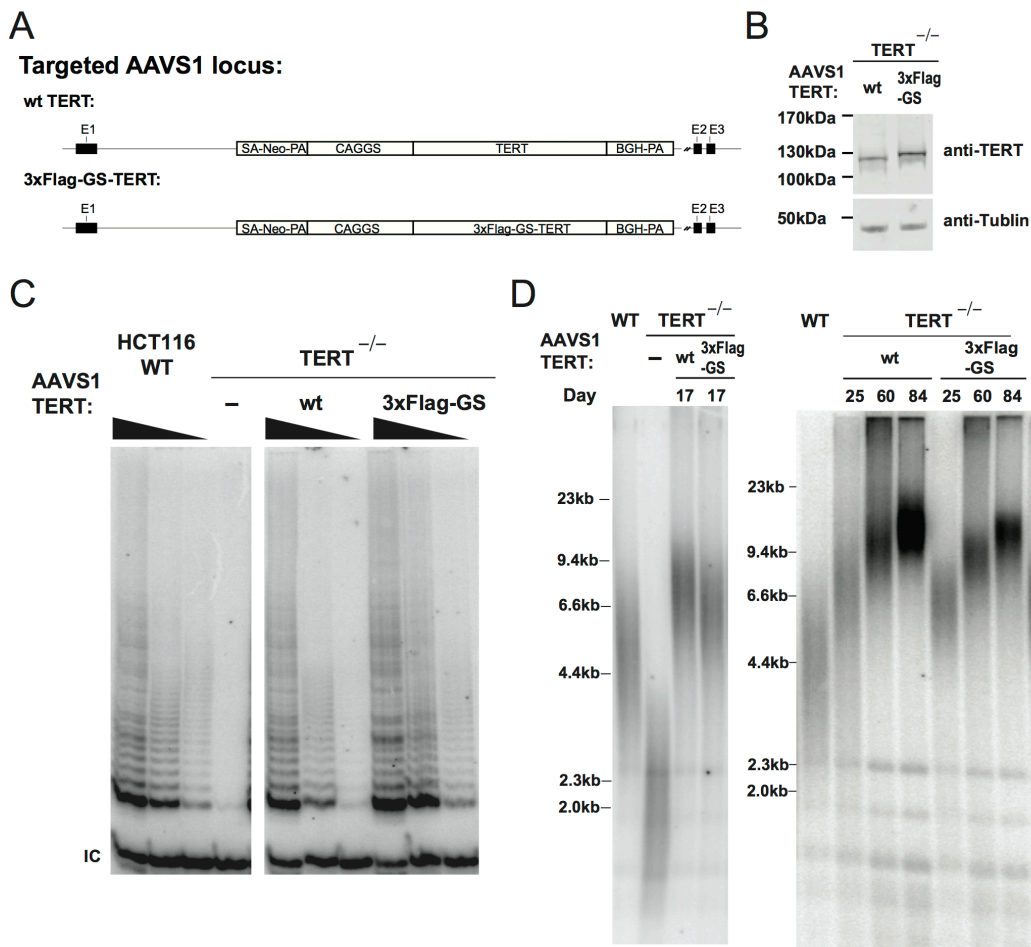 A
Targeted AAVS1 locus:
wt TERT:
E1
E2 E3
SA-Neo-PA CAGGS TERT BGH-PA
3xFlag-GS-TERT:
E1
E2 E3
SA-Neo-PA CAGGS 3xFlag-GS-TERT BGH-PA
B
TERT −/−
AAVS1
TERT:
wt
3xFlag
-GS
170kDa
130kDa
100kDa
anti-TERT
50kDa
anti-Tublin
C
HCT116
WT
TERT −/−
AAVS1
TERT:
– wt 3xFlag-GS
IC
D
WT TERT −/−
AAVS1
TERT:
– wt 3xFlag
-GS
Day 17 17
23kb
9.4kb
6.6kb
4.4kb
2.3kb
2.0kb
WT TERT −/−
wt 3xFlag
-GS
25 60 84 25 60 84
23kb
9.4kb
6.6kb
4.4kb
2.3kb
2.0kb